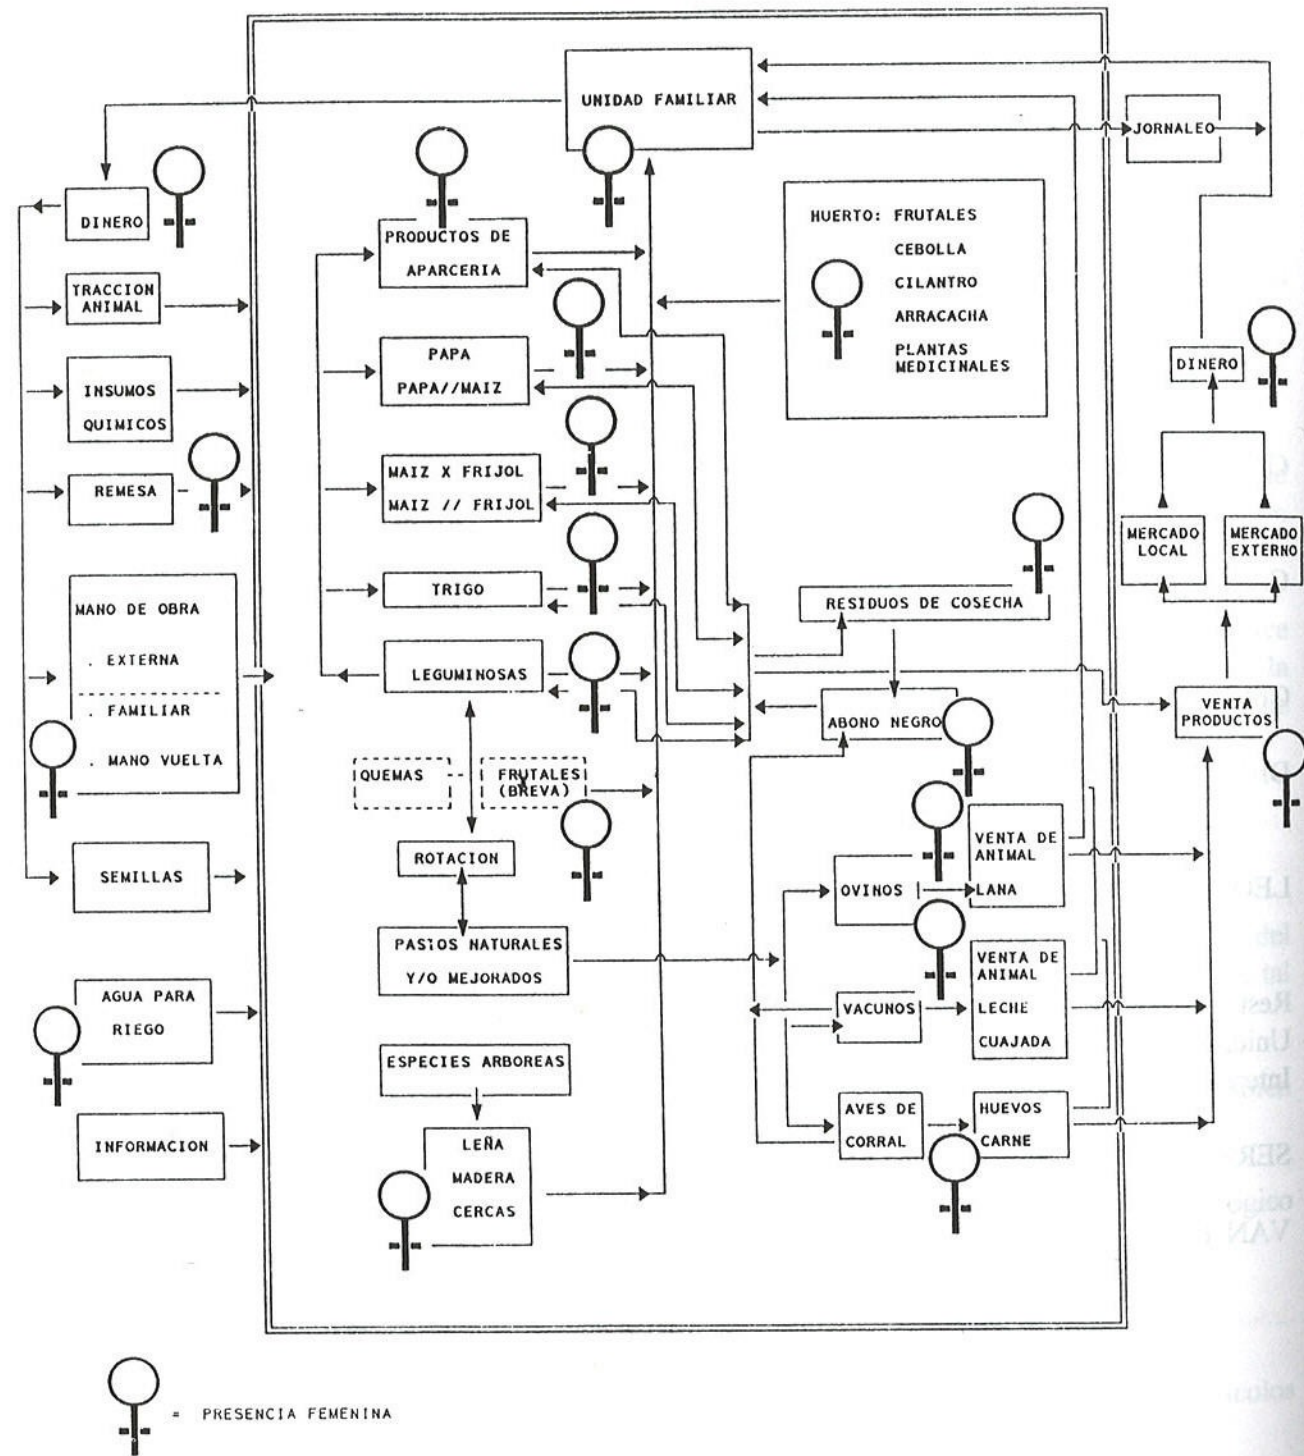 UNIDAD FAMILIAR
JORNALEO
DINERO
TRACCION
ANIMAL
INSUMOS
QUIMICOS
REMESA
MANO DE OBRA
. EXTERNA
. FAMILIAR
. MANO VUELTA
SEMILLAS
AGUA PARA
RIEGO
INFORMACION
PRODUCTOS DE
APARCERIA
PAPA
PAPA//MAIZ
MAIZ X FRIJOL
MAIZ // FRIJOL
TRIGO
LEGUMINOSAS
QUEMAS
FRUTALES
(BREVA)
ROTACION
PASTOS NATURALES
Y/O MEJORADOS
ESPECIES ARBOREAS
LEÑA
MADERA
CERCAS
HUERTO: FRUTALES
CEBOLLA
CILANTRO
ARRACACHA
PLANTAS
MEDICINALES
RESIDUOS DE COSECHA
ABONO NEGRO
OVINOS
VENTA DE
ANIMAL
LANA
VACUNOS
VENTA DE
ANIMAL
LECHE
CUAJADA
AVES DE
CORRAL
HUEVOS
CARNE
DINERO
MERCADO
LOCAL
MERCADO
EXTERNO
VENTA
PRODUCTOS
= PRESENCIA FEMENINA